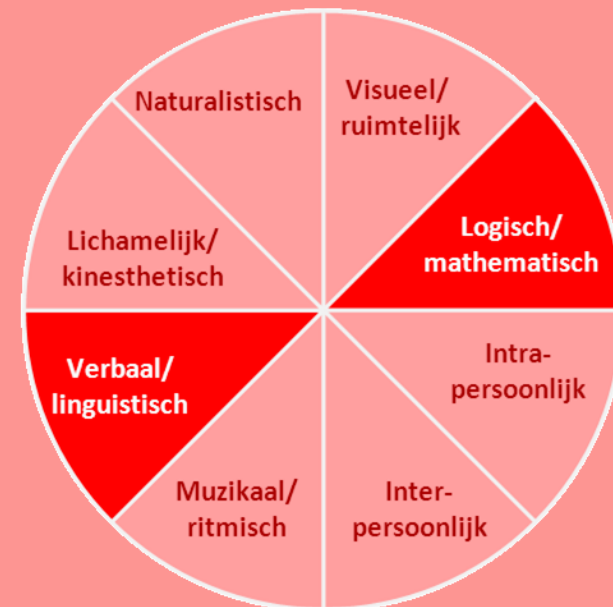 Naturalistisch
Visueel/
ruimtelijk
Logisch/
mathematisch
Intra-
persoonlijk
Inter-
persoonlijk
Muzikaal/
ritmisch
Verbaal/
linguistisch
Lichamelijk/
kinesthetisch